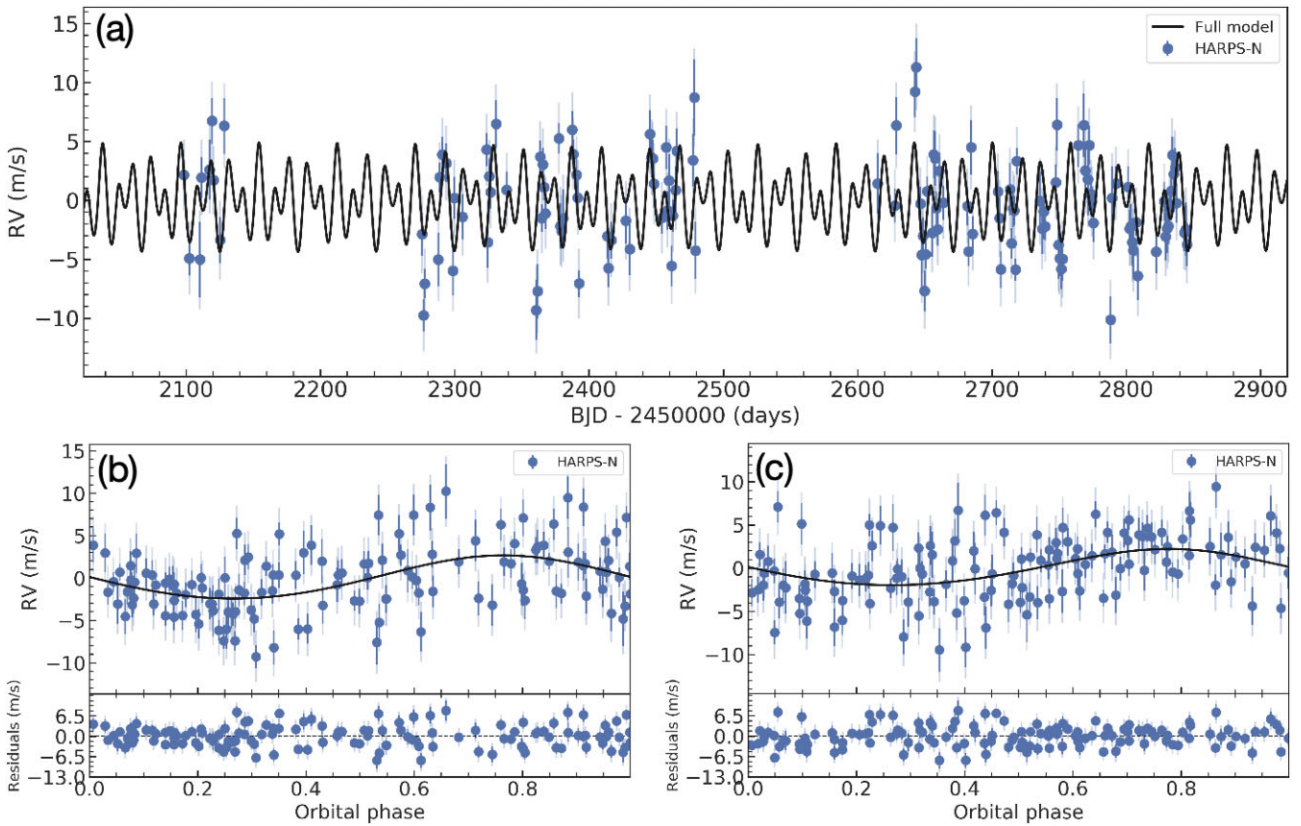 (a)
Full model
HARPS-N
RV (m/s)
15
10
5
0
−5
−10
2100 2200 2300 2400 2500 2600 2700 2800 2900
BJD - 2450000 (days)
(b)
HARPS-N
RV (m/s)
15
10
5
0
−5
−10
Residuals (m/s)
6.5
0.0
−6.5
−13.0
0.0 0.2 0.4 0.6 0.8
Orbital phase
(c)
HARPS-N
RV (m/s)
10
5
0
−5
−10
Residuals (m/s)
6.5
0.0
−6.5
−13.0
0.0 0.2 0.4 0.6 0.8
Orbital phase